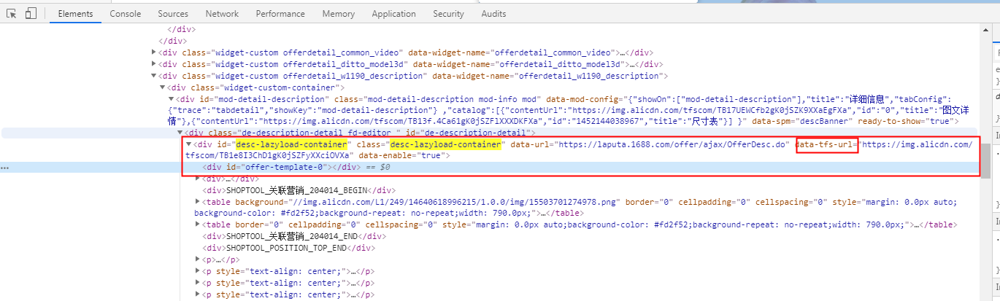 Elements Console Sources Network Performance Memory Application Security Audits
</div>
</div>
<div class="widget-custom offerdetail_common_video" data-widget-name="offerdetail_common_video">…</div>
<div class="widget-custom offerdetail_ditto_model3d" data-widget-name="offerdetail_ditto_model3d">…</div>
<div class="widget-custom offerdetail_w1190_description" data-widget-name="offerdetail_w1190_description">
<div class="widget-custom-container">
<div id="mod-detail-description" class="mod-detail-description mod-info mod" data-mod-config="{"showOn":["mod-detail-description"],"title":"详细信息","tabConfig":
{"trace":"tabdetail","showKey":"mod-detail-description"} ,"catalog":[{"contentUrl":"https://img.alicdn.com/tfscom/TB17UEWCfb2gK0jSZK9XXaEgFXa","id":"0","title":"图文详
情"},{"contentUrl":"https://img.alicdn.com/tfscom/TB13f.4Ca61gK0jSZFlXXXDKFXa","id":"1452144038967","title":"尺寸表"}] }" data-spm="descBanner" ready-to-show="true">
<div class="de-description-detail fd-editor " id="de-description-detail">
<div id="desc-lazyload-container" class="desc-lazyload-container" data-url="https://laputa.1688.com/offer/ajax/OfferDesc.do" data-tfs-url="https://img.alicdn.com/
tfscom/TB1e8I3ChD1gK0jSZFyXXciOVXa" data-enable="true">
<div id="offer-template-0"></div> == $0
<div>…</div>
<div>SHOPTOOL_关联营销_204014_BEGIN</div>
<table background="//img.alicdn.com/L1/249/14640618996215/1.0.0/img/15503701274978.png" border="0" cellpadding="0" cellspacing="0" style="margin: 0.0px auto;
background-color: #fd2f52;background-repeat: no-repeat;width: 790.0px;">…</table>
<table border="0" cellpadding="0" cellspacing="0" style="margin: 0.0px auto;background-color: #fd2f52;background-repeat: no-repeat;width: 790.0px;">…</table>
<div>SHOPTOOL_关联营销_204014_END</div>
<div>SHOPTOOL_POSITION_TOP_END</div>
<p>…</p>
<p style="text-align: center;">…</p>
<p style="text-align: center;">…</p>
<p style="text-align: center;">…</p>